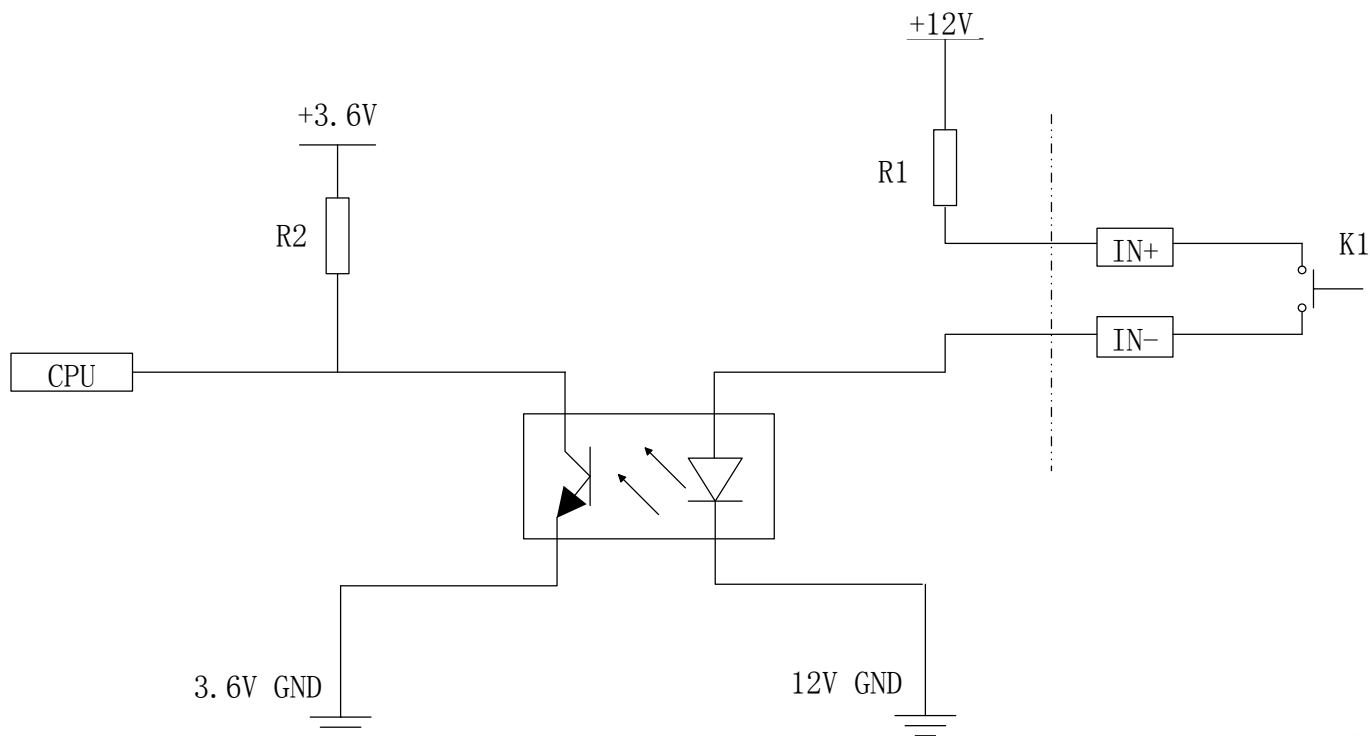 +12V
+3.6V
R1
R2
K1
IN+
IN-
CPU
3.6V GND
12V GND